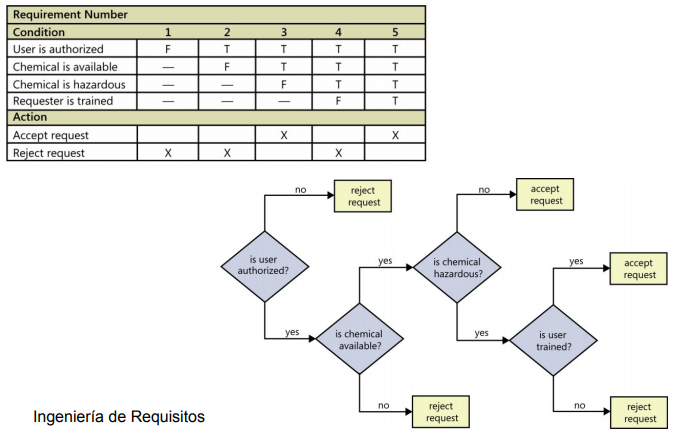 Requirement Number
Condition 1 2 3 4 5
User is authorized F T T T T
Chemical is available — F T T T
Chemical is hazardous — — F T T
Requester is trained — — — F T
Action
Accept request X X
Reject request X X X
no
reject
request
no
accept
request
is user
authorized?
yes
is chemical
hazardous?
yes
accept
request
yes
is chemical
available?
yes
is user
trained?
no
reject
request
no
reject
request
Ingeniería de Requisitos